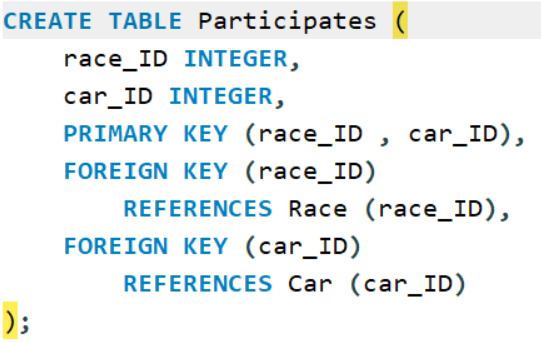 CREATE TABLE Participates (
race_ID INTEGER,
car_ID INTEGER,
PRIMARY KEY (race_ID , car_ID),
FOREIGN KEY (race_ID)
REFERENCES Race (race_ID),
FOREIGN KEY (car_ID)
REFERENCES Car (car_ID)
);